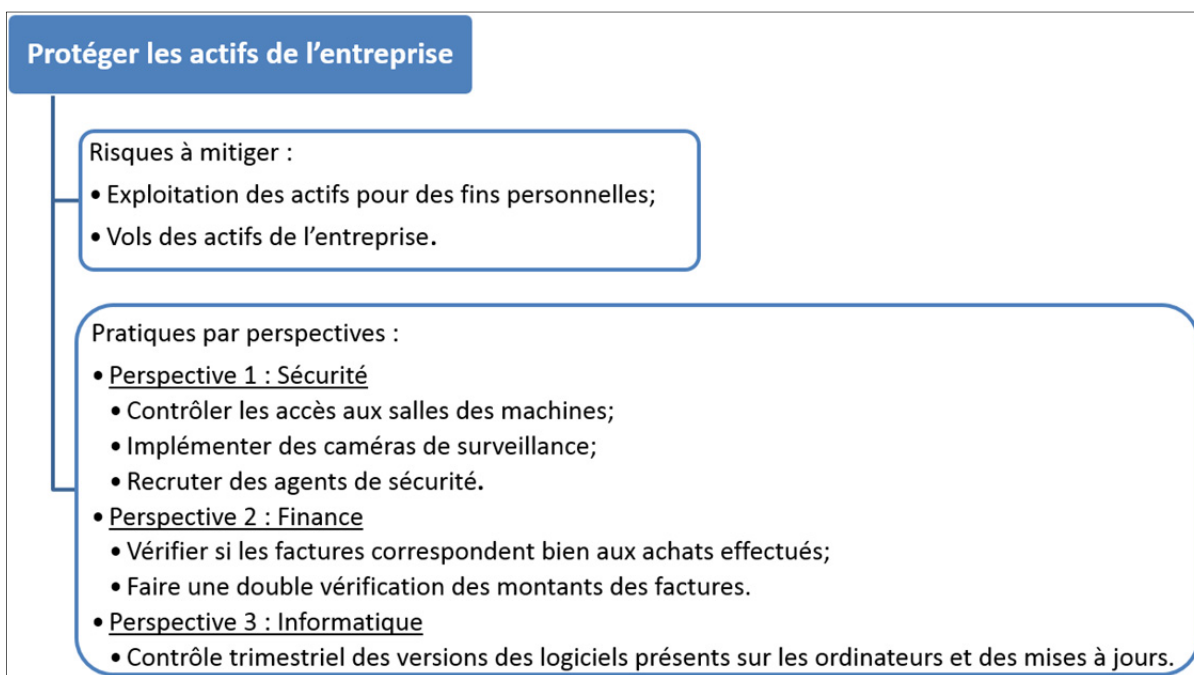 Protéger les actifs de l’entreprise
Risques à mitiger :
• Exploitation des actifs pour des fins personnelles;
• Vols des actifs de l’entreprise.
Pratiques par perspectives :
• Perspective 1 : Sécurité
• Contrôler les accès aux salles des machines;
• Implémenter des caméras de surveillance;
• Recruter des agents de sécurité.
• Perspective 2 : Finance
• Vérifier si les factures correspondent bien aux achats effectués;
• Faire une double vérification des montants des factures.
• Perspective 3 : Informatique
• Contrôle trimestriel des versions des logiciels présents sur les ordinateurs et des mises à jours.